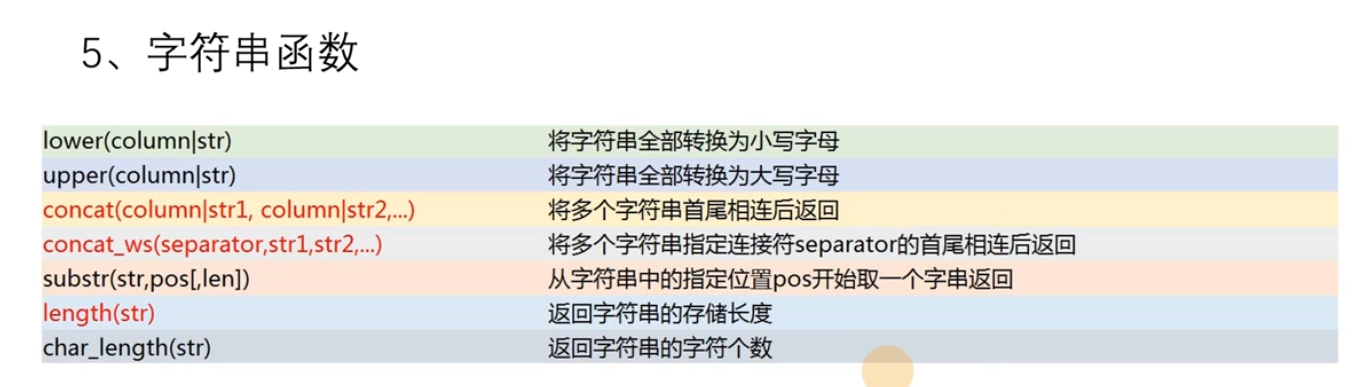 5、字符串函数
lower(column|str) 将字符串全部转换为小写字母
upper(column|str) 将字符串全部转换为大写字母
concat(column|str1, column|str2,...) 将多个字符串首尾相连后返回
concat_ws(separator,str1,str2,...) 将多个字符串指定连接符separator的首尾相连后返回
substr(str,pos[,len]) 从字符串中的指定位置pos开始取一个字串返回
length(str) 返回字符串的存储长度
char_length(str) 返回字符串的字符个数